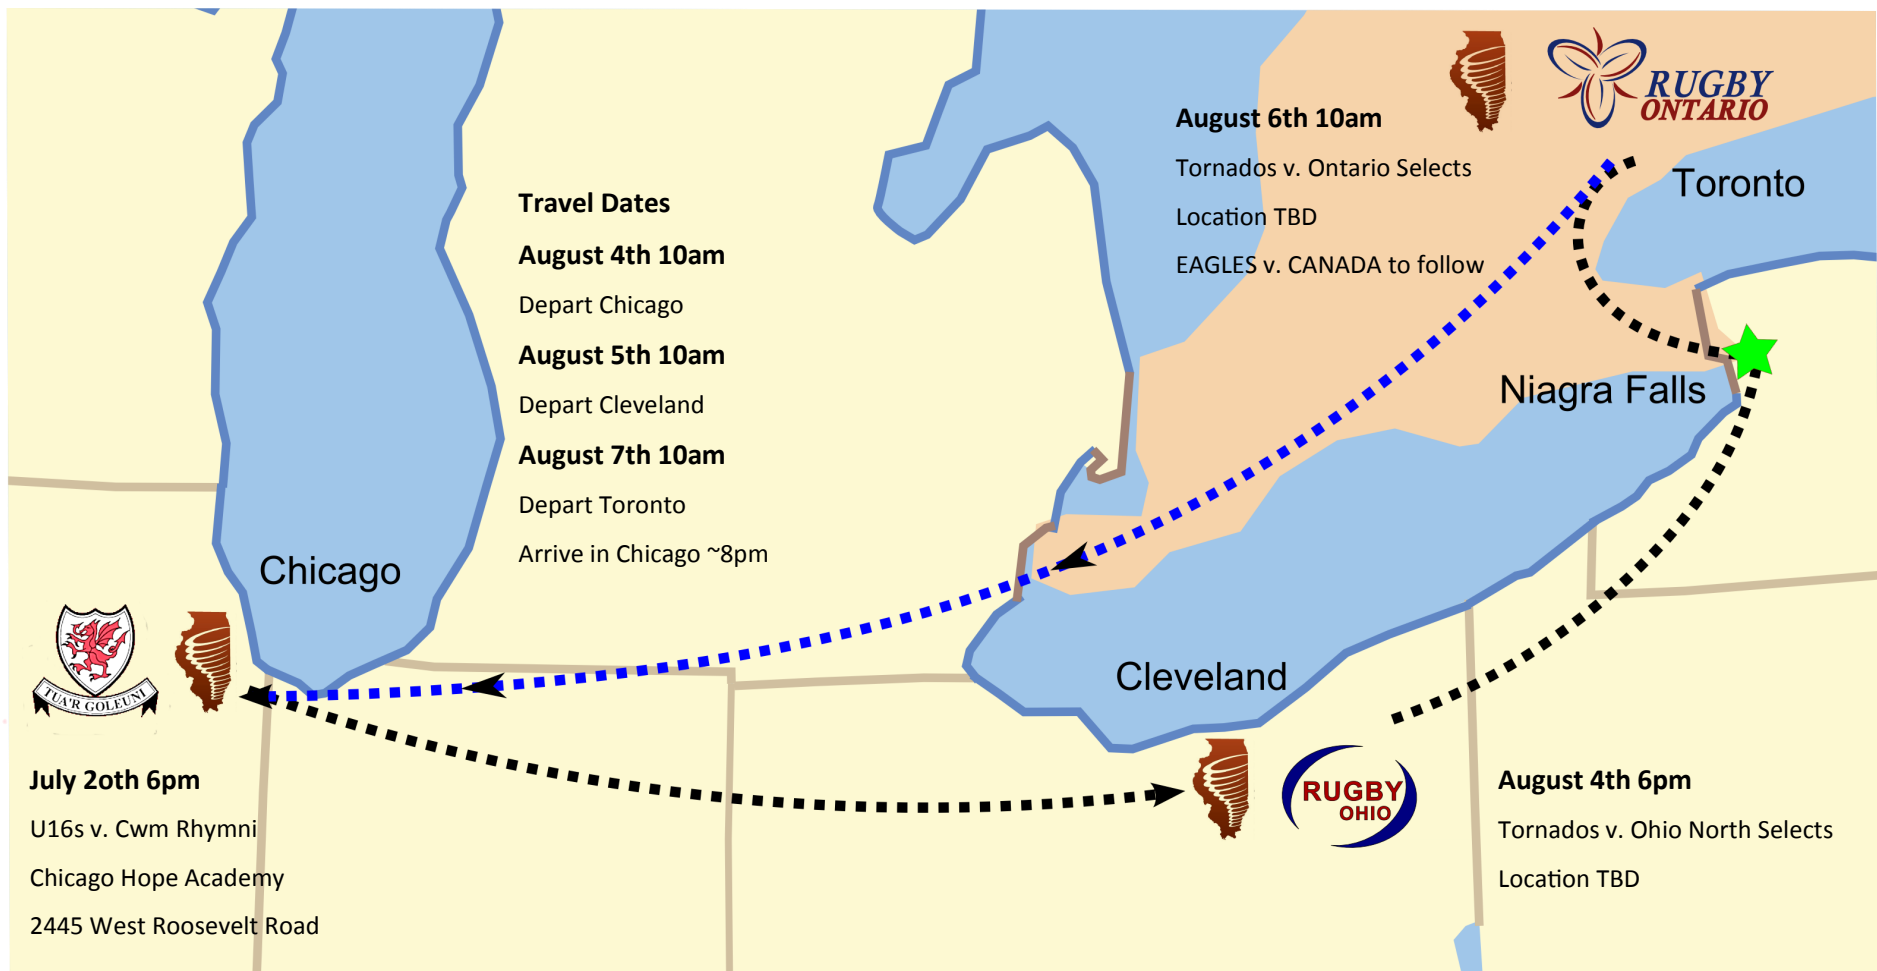 RUGBY
ONTARIO
August 6th 10am
Tornados v. Ontario Selects
Location TBD
EAGLES v. CANADA to follow
Toronto
Travel Dates
August 4th 10am
Depart Chicago
August 5th 10am
Depart Cleveland
August 7th 10am
Depart Toronto
Arrive in Chicago ~8pm
Niagra Falls
Chicago
TUA'R GOLEUNI
Cleveland
July 2oth 6pm
U16s v. Cwm Rhymni
Chicago Hope Academy
2445 West Roosevelt Road
RUGBY
OHIO
August 4th 6pm
Tornados v. Ohio North Selects
Location TBD